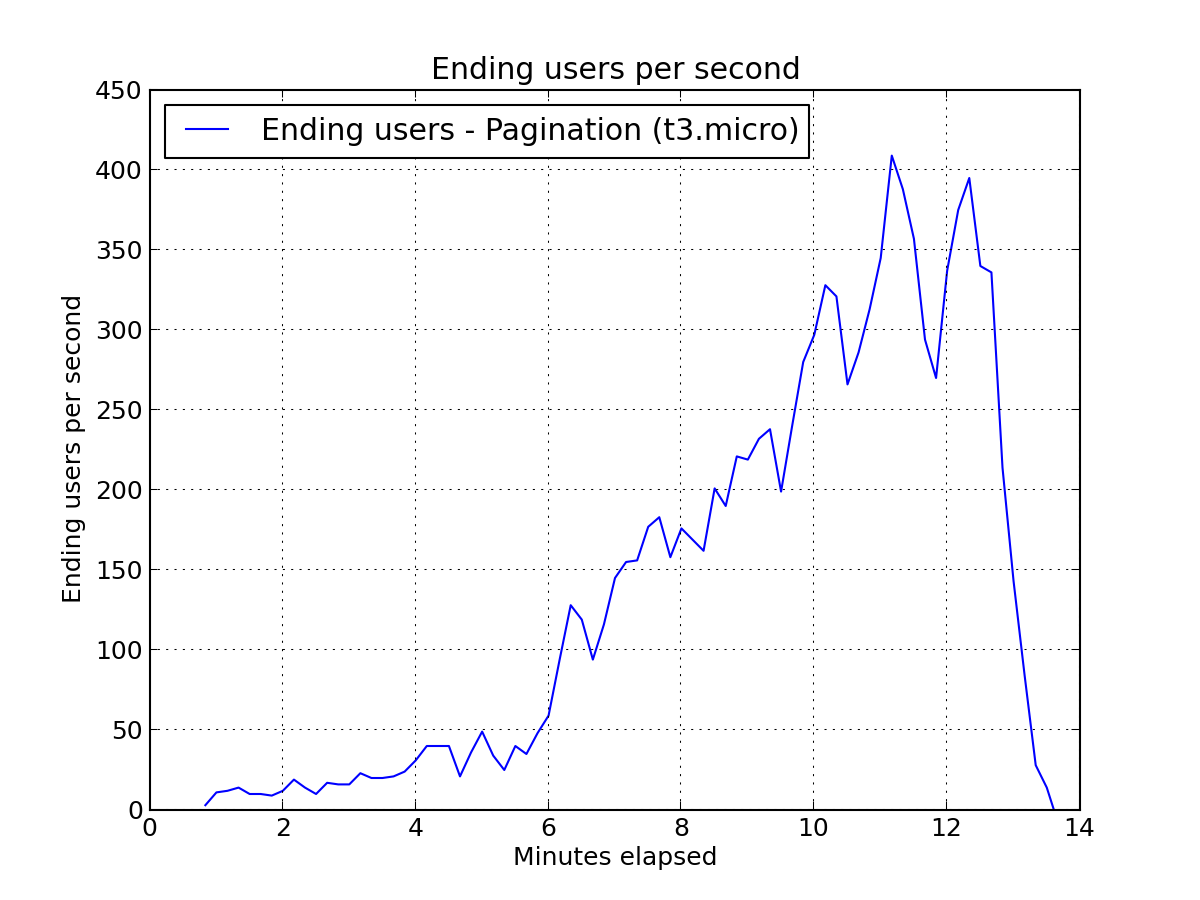 Ending users per second
Ending users - Pagination (t3.micro)
450
400
350
300
250
200
150
100
50
0
Ending users per second
0 2 4 6 8 10 12 14
Minutes elapsed